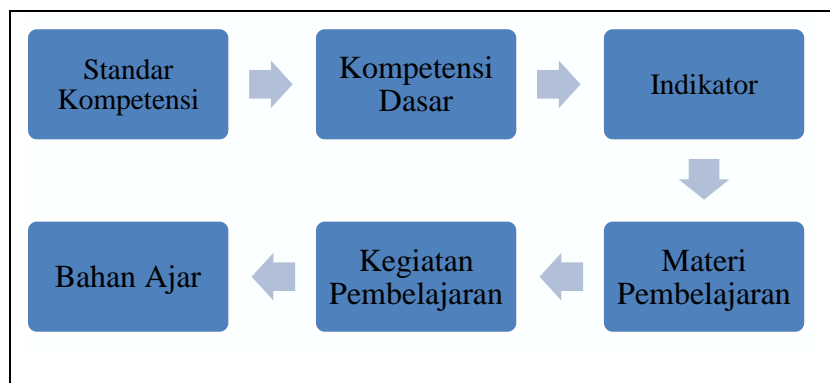 Standar
Kompetensi
Kompetensi
Dasar
Indikator
Materi
Pembelajaran
Kegiatan
Pembelajaran
Bahan Ajar